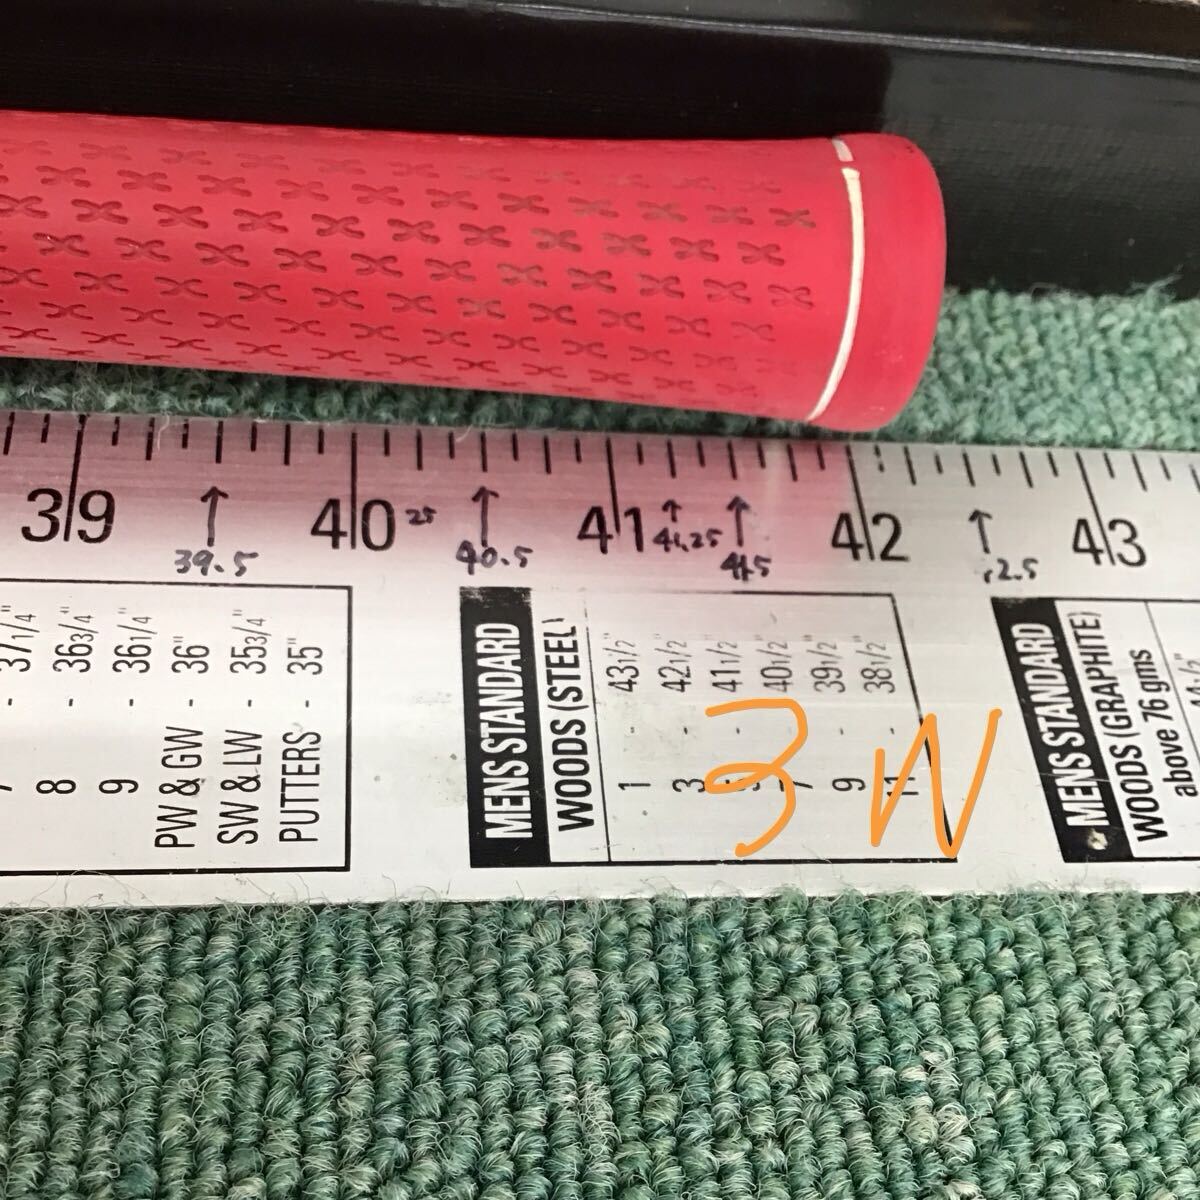 39 40 25 41 42 43
39.5 40.5 41.25 41.5 2.5
37 1/4"
8 - 36 3/4"
9 - 36 1/4"
PW & GW - 36"
SW & LW - 35 3/4"
PUTTERS - 35"
MENS STANDARD
WOODS (STEEL)
1 - 43 1/2"
3 - 42 1/2"
5 - 41 1/2"
7 - 40 1/2"
9 - 39 1/2"
11 - 38 1/2"
3W
MENS STANDARD
WOODS (GRAPHITE)
above 76 gms